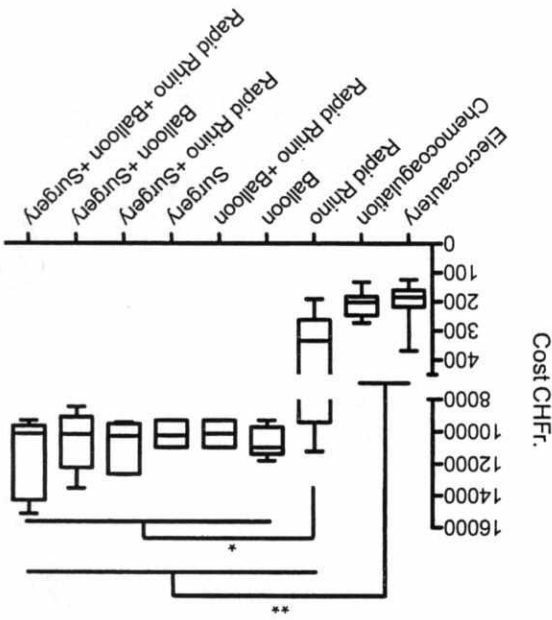 **
*
Cost CHFr.
16000
14000
12000
10000
8000
400
300
200
100
0
Elecrocautery
Chemocoagulation
Rapid Rhino
Balloon
Rapid Rhino +Balloon
Surgery
Rapid Rhino +Surgery
Balloon +Surgery
Rapid Rhino +Balloon +Surgery